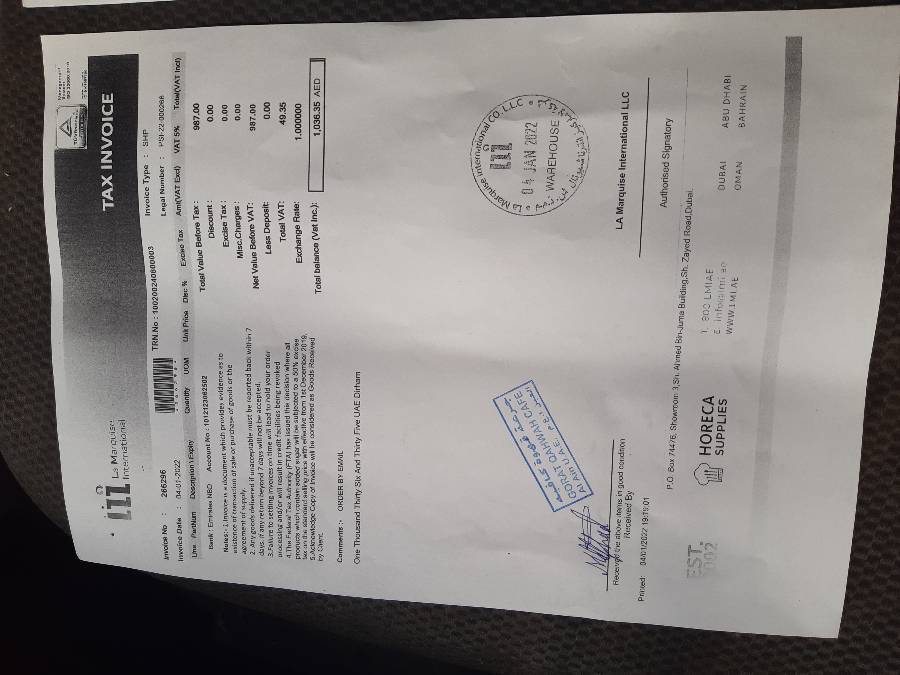 La Marquise
International
TAX INVOICE
Invoice No : 266296
TRN.No : 100200240800003
Invoice Type : SHP
Invoice Date : 04-01-2022
Legal Number : PSI-22-000266
Line PartNum Description \ Expiry Quantity UOM Unit Price Disc % Excise Tax Amt(VAT Excl) VAT 5% Total(VAT Incl)
Bank : Emirates NBD Account No : 1012123082502
Total Value Before Tax : 987.00
Discount : 0.00
Excise Tax : 0.00
Misc.Charges : 0.00
Net Value Before VAT: 987.00
Less Deposit: 0.00
Total VAT: 49.35
Exchange Rate: 1.000000
Total balance (Vat Inc.): 1,036.35 AED
Notes:- 1.Invoice is a document which provides evidence as to
existence of transaction of sale or purchase of goods or the
agreement of supply.
2. Any goods delivered if unacceptable must be reported back within 7
days. If any return beyond 7 days will not be accepted.
3.Failure to settling invoices on time will lead to hold your order
processing and/or will result in credit facilities being revoked
4.The Federal Tax Authority (FTA) has issued this decision where all
products which contain added sugar will be subjected to a 50% excise
tax on the standard selling price with effective from 1st December 2019.
5.Acknowledge Copy of Invoice will be considered as Goods Received
by Client.
Comments :- ORDER BY EMAIL
One Thousand Thirty Six And Thirty Five UAE Dirham
La Marquise International CO. LLC
04 JAN 2022
WAREHOUSE
GORAT DAHWAH CAFE
Al Ain U.A.E.
LA Marquise International LLC
Received the above items in good condition
Received By
Authorised Signatory
Printed: 04/01/2022 19:19:01
P.O. Box 74476, Showroom: 3,Sh. Ahmed Bin-Juma Building,Sh. Zayed Road,Dubai.
EST.
2002
HORECA
SUPPLIES
T. 800 LMIAE
E. info@lmi.ae
WWW.LMI.AE
DUBAI ABU DHABI
OMAN BAHRAIN